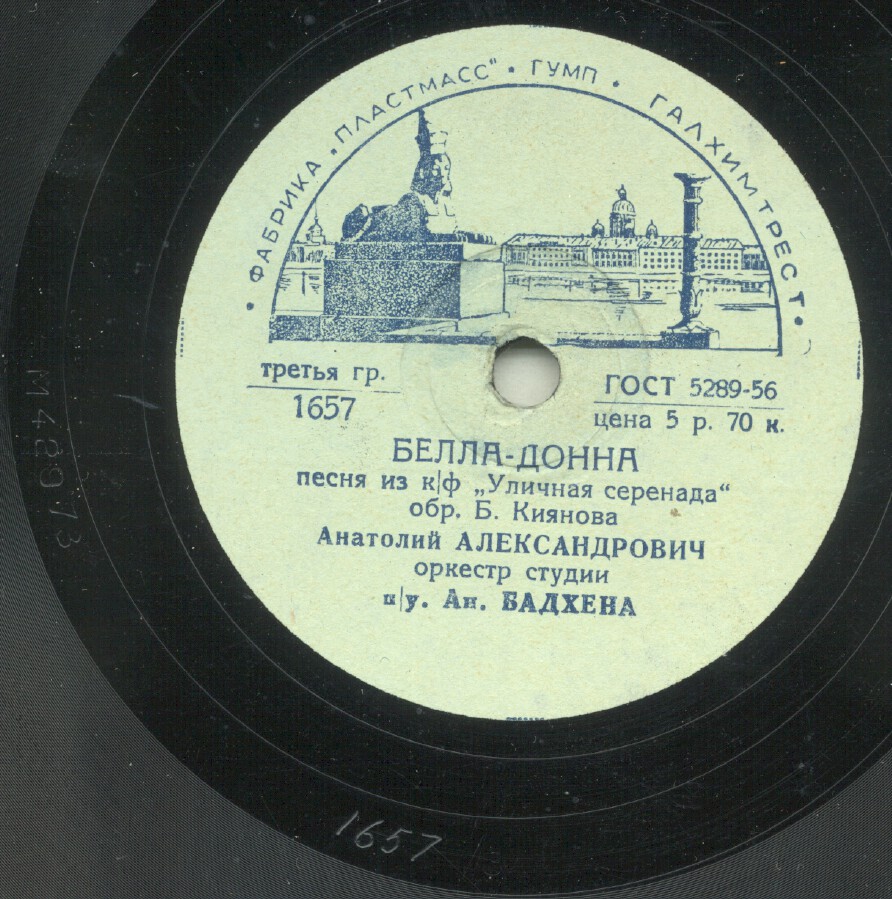 • ФАБРИКА „ПЛАСТМАСС“ • ГУМП • ГАЛХИМТРЕСТ •
третья гр.
1657
ГОСТ 5289-56
цена 5 р. 70 к.
БЕЛЛА-ДОННА
песня из к/ф „Уличная серенада“
обр. Б. Киянова
Анатолий АЛЕКСАНДРОВИЧ
оркестр студии
п/у. Ан. БАДХЕНА
М42973
1657